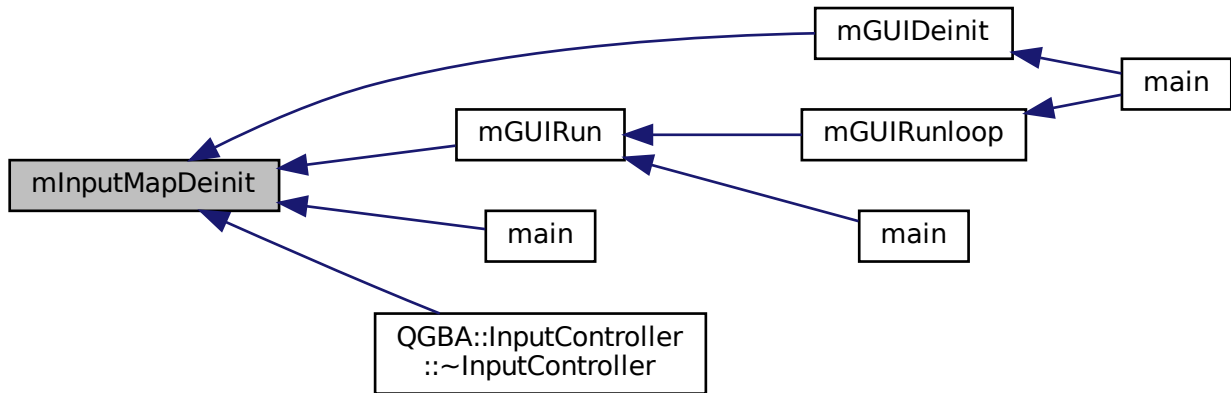 mGUIDeinit
main
mGUIRun
mGUIRunloop
mInputMapDeinit
main
main
QGBA::InputController
::~InputController